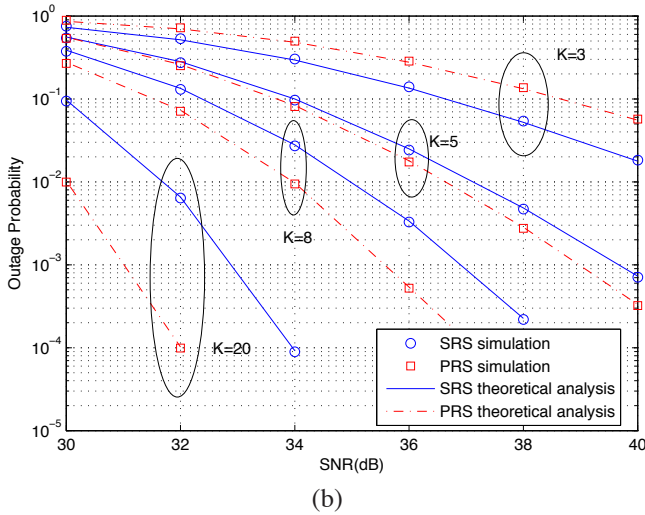 10^0
10^-1
10^-2
10^-3
10^-4
10^-5
Outage Probability
K=3
K=5
K=8
K=20
SRS simulation
PRS simulation
SRS theoretical analysis
PRS theoretical analysis
30 32 34 36 38 40
SNR(dB)
(b)